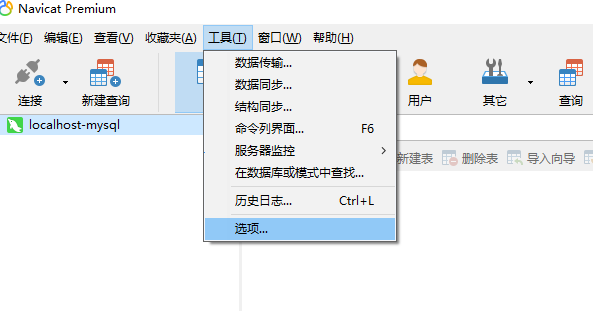 Navicat Premium
文件(F) 编辑(E) 查看(V) 收藏夹(A) 工具(T) 窗口(W) 帮助(H)
连接 新建查询 用户 其它 查询
localhost-mysql
新建表 删除表 导入向导
数据传输...
数据同步...
结构同步...
命令列界面... F6
服务器监控
在数据库或模式中查找...
历史日志... Ctrl+L
选项...